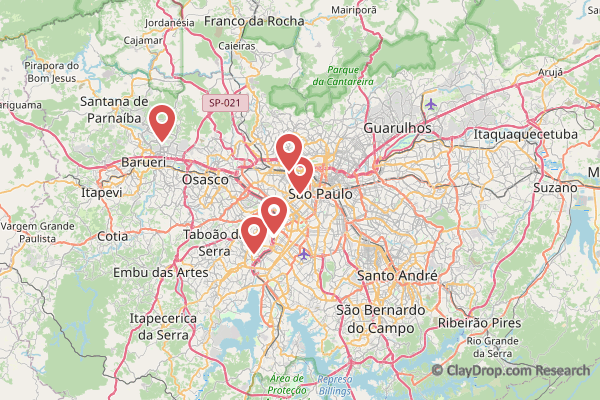 Mairiporã
Jordanésia
Franco da Rocha
Cajamar
Caieiras
Pirapora do
Bom Jesus
Parque
da Cantareira
Arujá
Santana de
Parnaíba
SP-021
Guarulhos
Itaquaquecetuba
Barueri
Osasco
Itapevi
São Paulo
Suzano
Vargem Grande
Paulista
Cotia
Taboão da
Serra
Embu das Artes
Santo André
São Bernardo
do Campo
Itapecerica
da Serra
Ribeirão Pires
Rio Grande
da Serra
Área de
Proteção
Represa
Billings
© ClayDrop.com Research